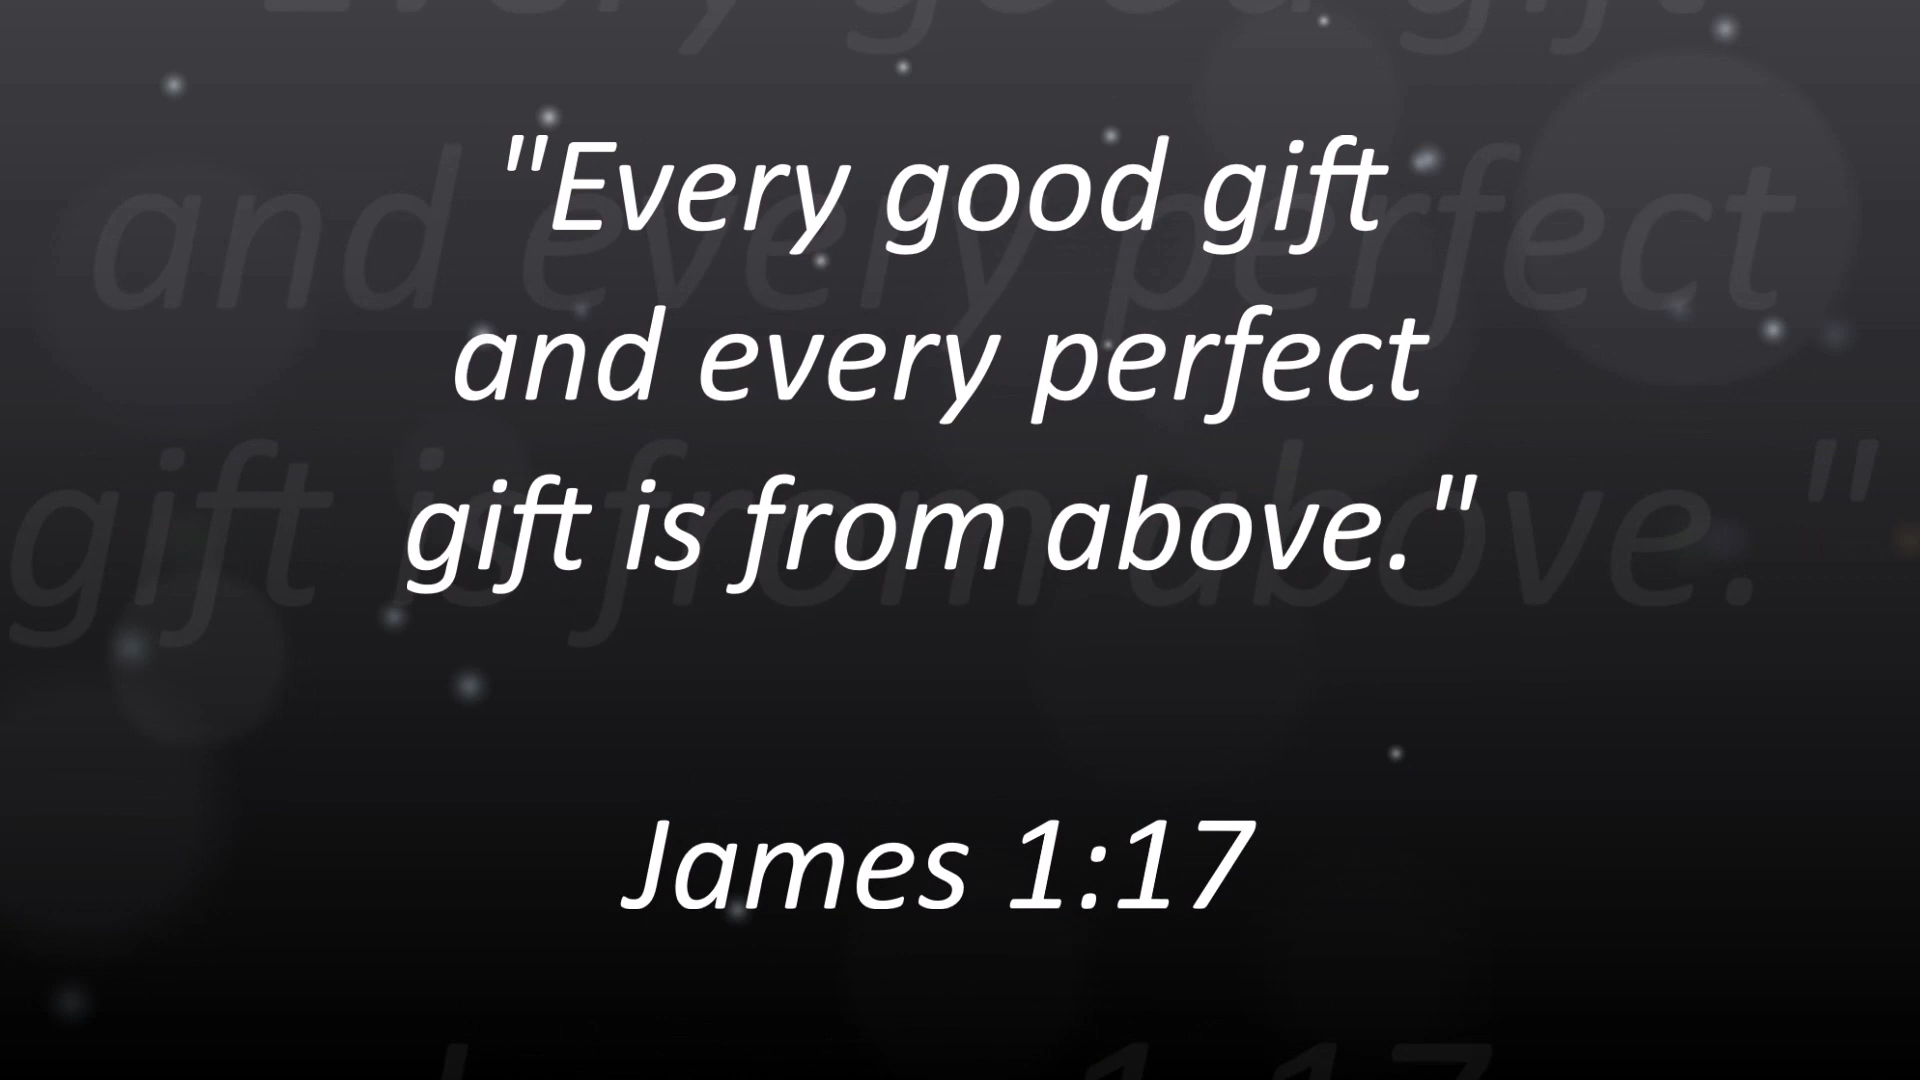 "Every good gift
and every perfect
gift is from above."
James 1:17